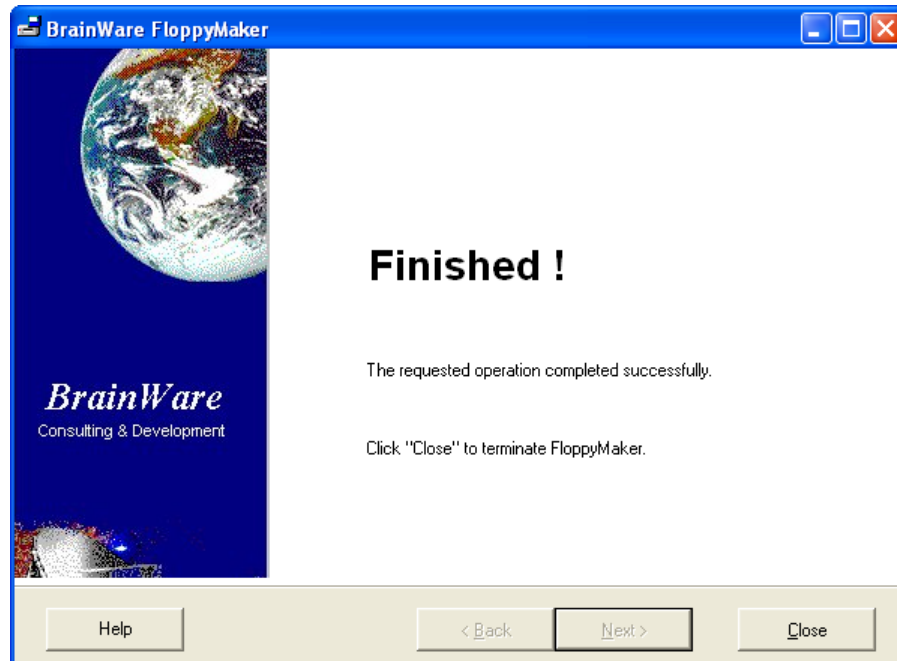 BrainWare FloppyMaker
Finished !
The requested operation completed successfully.
BrainWare
Consulting & Development
Click "Close" to terminate FloppyMaker.
Help
< Back
Next >
Close